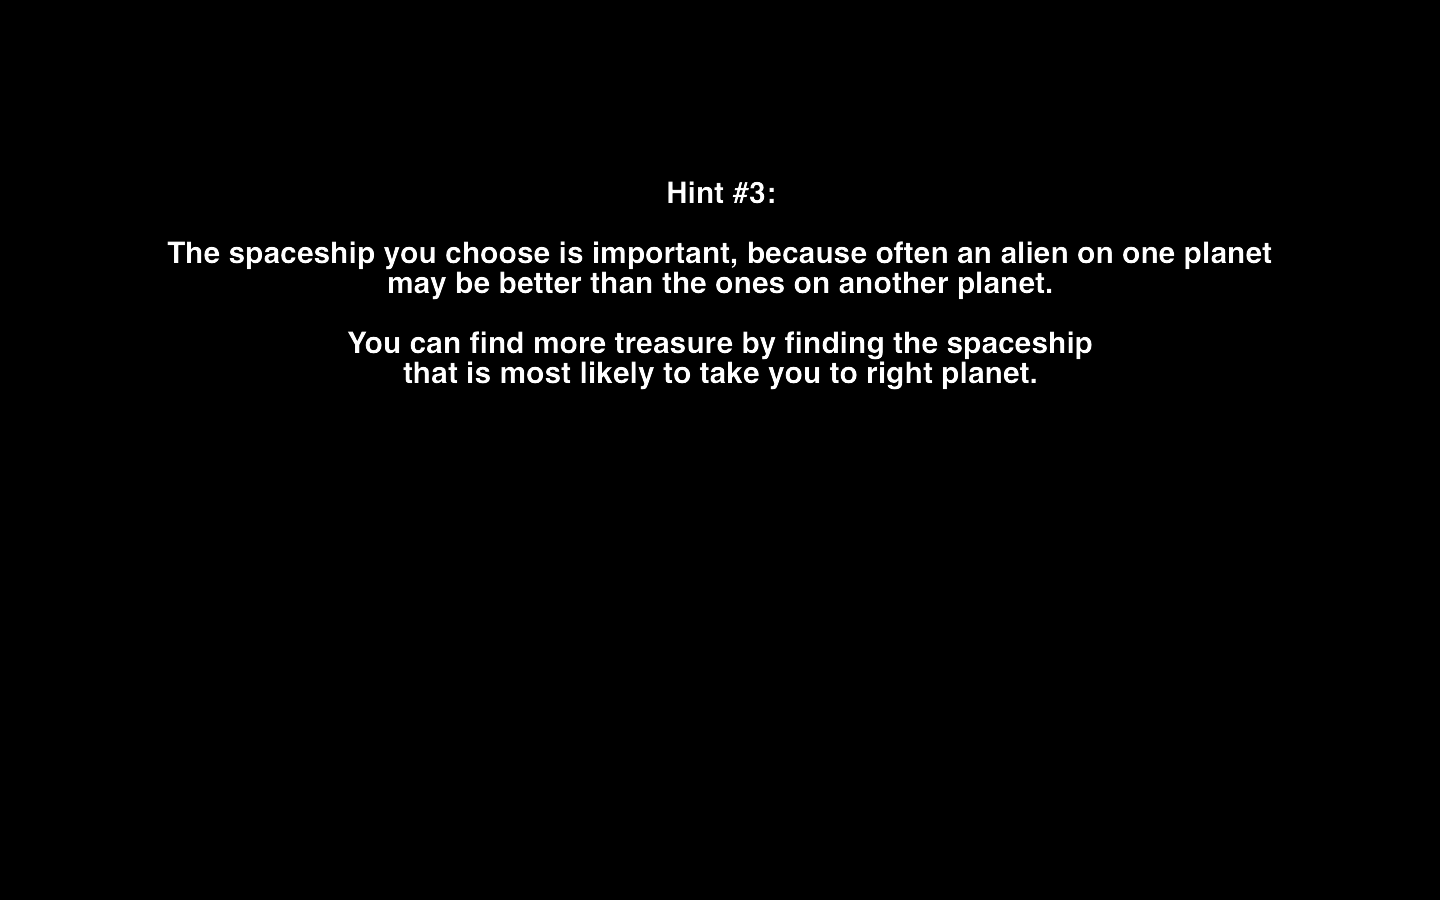 Hint #3:
The spaceship you choose is important, because often an alien on one planet
may be better than the ones on another planet.
You can find more treasure by finding the spaceship
that is most likely to take you to right planet.